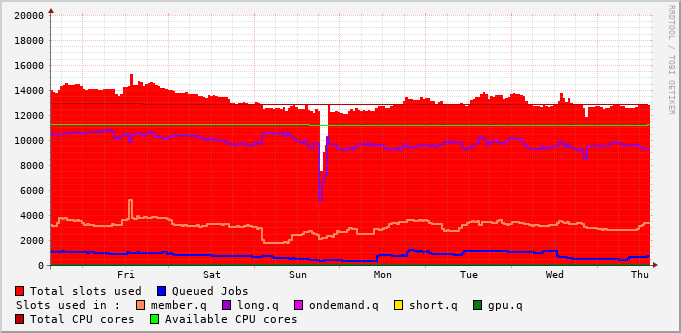 20000
18000
16000
14000
12000
10000
8000
6000
4000
2000
0
Fri Sat Sun Mon Tue Wed Thu
RRDTOOL / TOBI OETIKER
Total slots used Queued Jobs
Slots used in : member.q long.q ondemand.q short.q gpu.q
Total CPU cores Available CPU cores